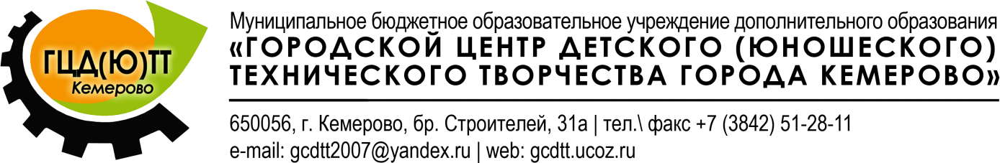 ГЦД(Ю)ТТ
Кемерово
Муниципальное бюджетное образовательное учреждение дополнительного образования
«ГОРОДСКОЙ ЦЕНТР ДЕТСКОГО (ЮНОШЕСКОГО)
ТЕХНИЧЕСКОГО ТВОРЧЕСТВА ГОРОДА КЕМЕРОВО»
650056, г. Кемерово, бр. Строителей, 31а | тел.\ факс +7 (3842) 51-28-11
e-mail: gcdtt2007@yandex.ru | web: gcdtt.ucoz.ru